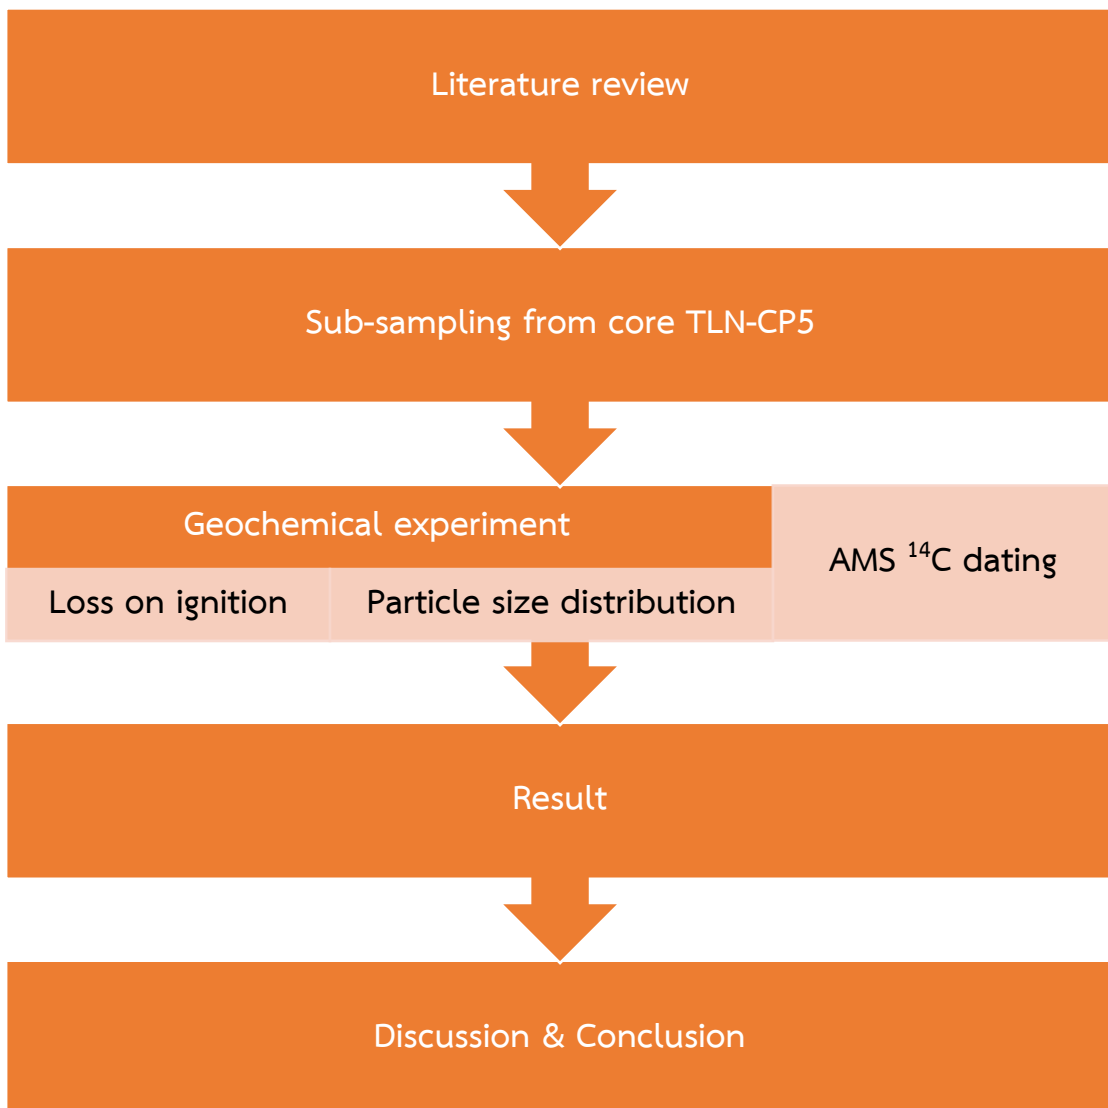 Literature review
Sub-sampling from core TLN-CP5
Geochemical experiment
AMS ¹⁴C dating
Loss on ignition
Particle size distribution
Result
Discussion & Conclusion